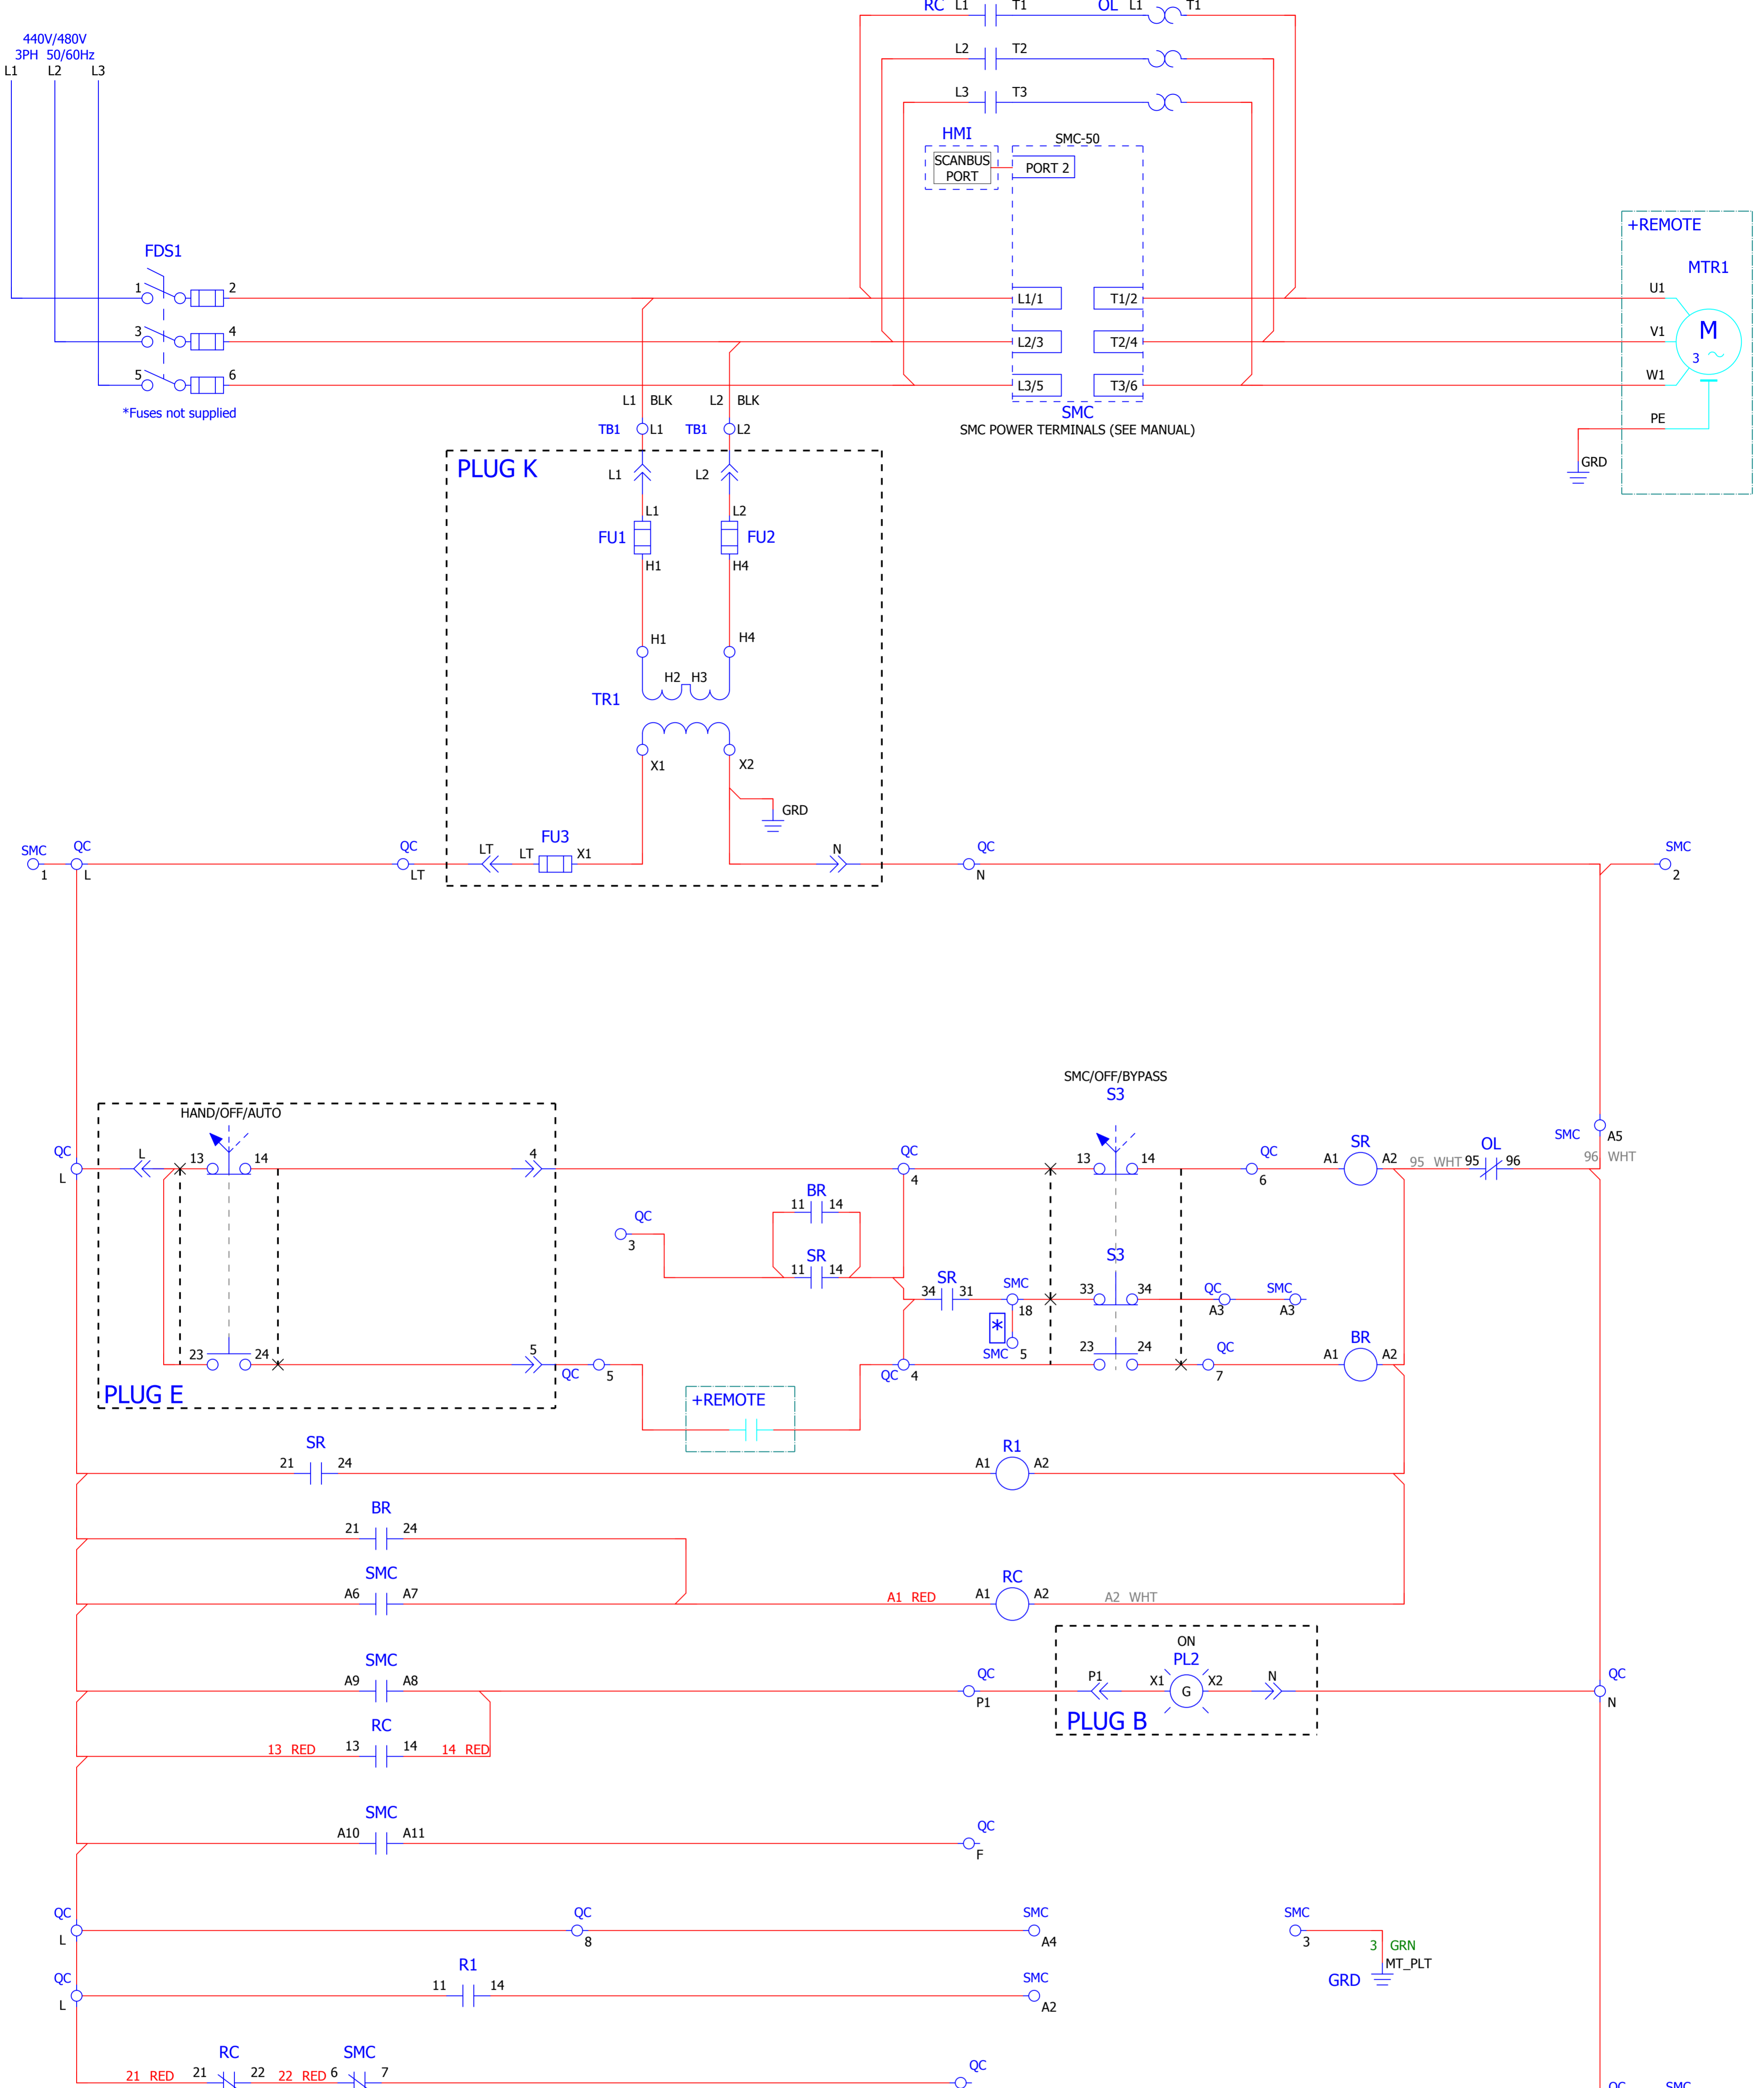 RC L1 T1 OL L1 T1
440V/480V
3PH 50/60Hz
L1 L2 L3
L2 T2
L3 T3
HMI
SMC-50
SCANBUS
PORT
PORT 2
+REMOTE
MTR1
FDS1
1 2
L1/1 T1/2
U1
3 4
L2/3 T2/4
V1
M
3
5 6
L3/5 T3/6
W1
*Fuses not supplied
L1 BLK L2 BLK
SMC
SMC POWER TERMINALS (SEE MANUAL)
PE
GRD
TB1 L1 TB1 L2
PLUG K
L1 L2
L1 L2
FU1 FU2
H1 H4
H1 H4
H2 H3
TR1
X1 X2
GRD
SMC QC QC LT FU3 N QC SMC
LT X1
1 L LT N 2
SMC/OFF/BYPASS
S3
HAND/OFF/AUTO
QC L 13 14 4 QC 13 14 QC SR OL SMC A5
L 4 6 A1 A2 95 WHT 95 96 96 WHT
BR
11 14
QC
3
SR
11 14
S3
SR
34 31
SMC
18
33 34
QC
A3
SMC
A3
*
SMC 5
23 24 5
QC 5
QC 4
23 24
QC
7
BR
A1 A2
PLUG E
+REMOTE
SR
21 24
R1
A1 A2
BR
21 24
SMC
A6 A7
A1 RED
RC
A1 A2
A2 WHT
ON
PL2
SMC
A9 A8
QC
P1
P1 X1 G X2 N
QC
N
PLUG B
RC
13 RED 13 14 14 RED
SMC
A10 A11
QC
F
QC QC SMC SMC
L 8 A4 3
3 GRN
MT_PLT
GRD
QC R1 SMC
11 14
L A2
RC SMC QC
21 RED 21 22 22 RED 6 7
QC SMC